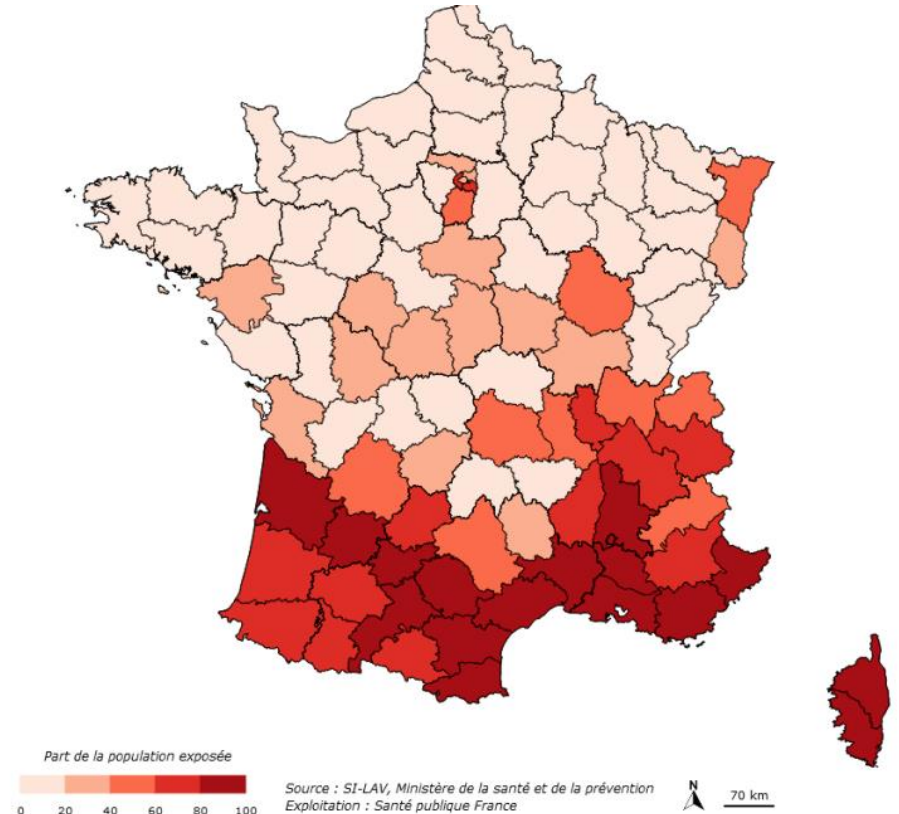 Part de la population exposée
0 20 40 60 80 100
Source : SI-LAV, Ministère de la santé et de la prévention
Exploitation : Santé publique France
N
70 km